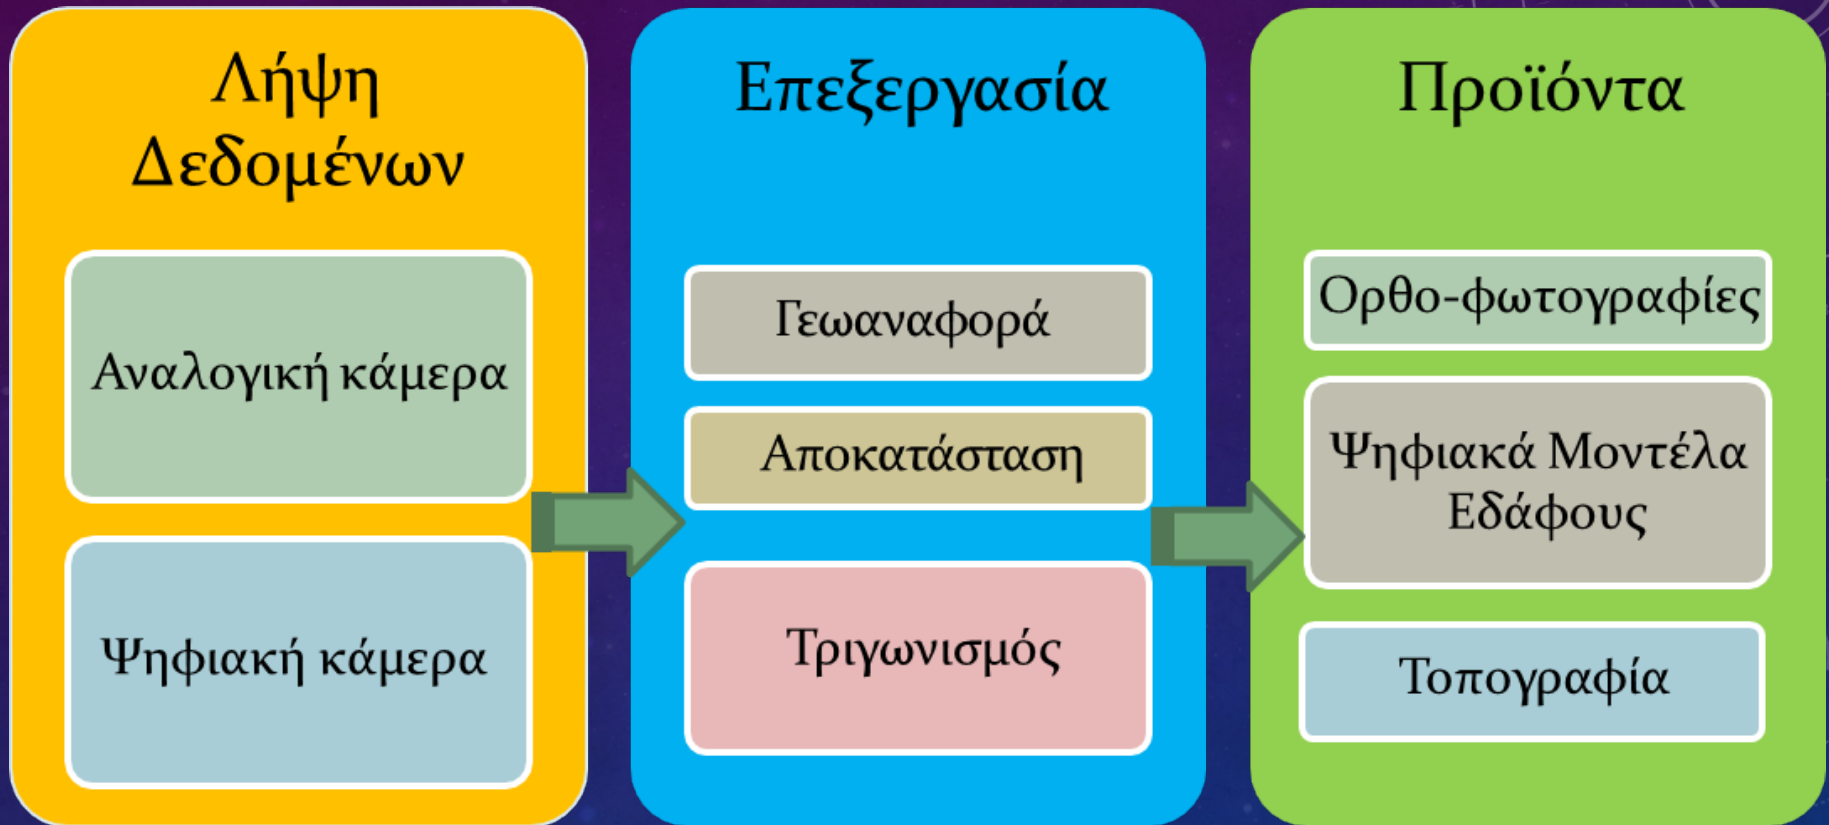 Λήψη
Δεδομένων
Αναλογική κάμερα
Ψηφιακή κάμερα
Επεξεργασία
Γεωαναφορά
Αποκατάσταση
Τριγωνισμός
Προϊόντα
Ορθο-φωτογραφίες
Ψηφιακά Μοντέλα
Εδάφους
Τοπογραφία